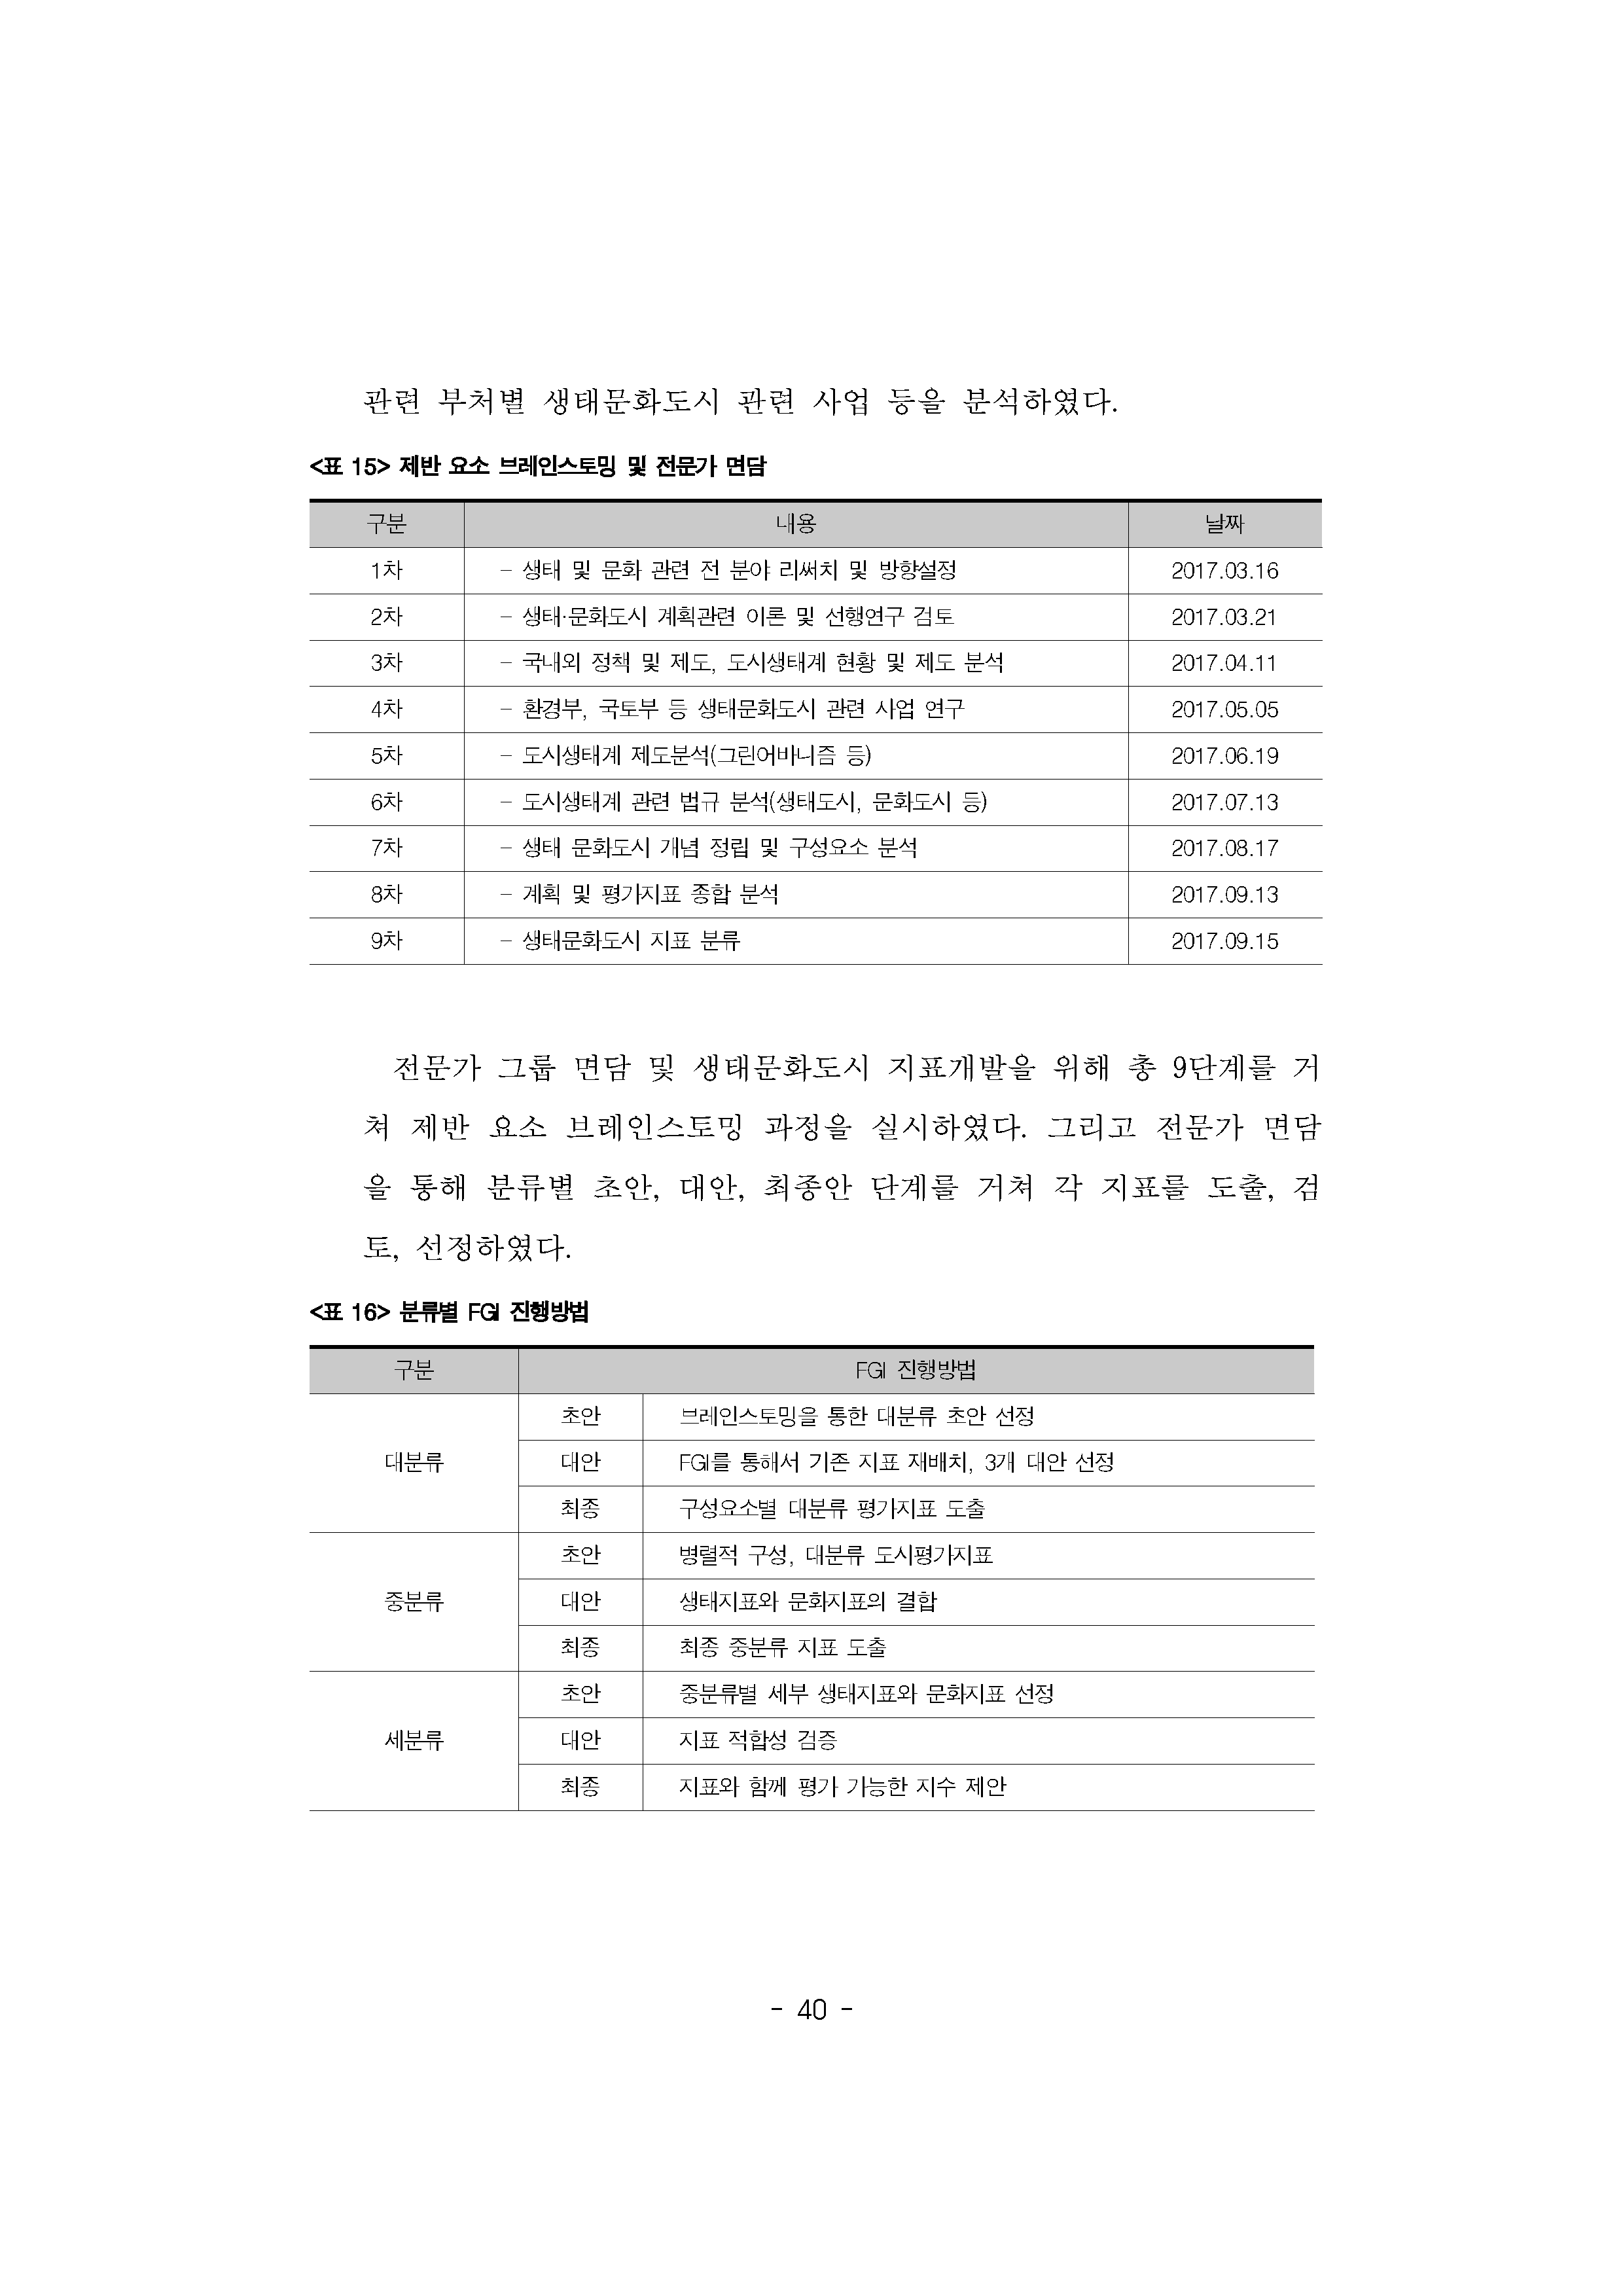 관련 부처별 생태문화도시 관련 사업 등을 분석하였다.
<표 15> 제반 요소 브레인스토밍 및 전문가 면담
구분 내용 날짜
1차 - 생태 및 문화 관련 전 분야 리써치 및 방향설정 2017.03.16
2차 - 생태·문화도시 계획관련 이론 및 선행연구 검토 2017.03.21
3차 - 국내외 정책 및 제도, 도시생태계 현황 및 제도 분석 2017.04.11
4차 - 환경부, 국토부 등 생태문화도시 관련 사업 연구 2017.05.05
5차 - 도시생태계 제도분석(그린어바니즘 등) 2017.06.19
6차 - 도시생태계 관련 법규 분석(생태도시, 문화도시 등) 2017.07.13
7차 - 생태 문화도시 개념 정립 및 구성요소 분석 2017.08.17
8차 - 계획 및 평가지표 종합 분석 2017.09.13
9차 - 생태문화도시 지표 분류 2017.09.15
전문가 그룹 면담 및 생태문화도시 지표개발을 위해 총 9단계를 거
쳐 제반 요소 브레인스토밍 과정을 실시하였다. 그리고 전문가 면담
을 통해 분류별 초안, 대안, 최종안 단계를 거쳐 각 지표를 도출, 검
토, 선정하였다.
<표 16> 분류별 FGI 진행방법
구분 FGI 진행방법
초안 브레인스토밍을 통한 대분류 초안 선정
대분류 대안 FGI를 통해서 기존 지표 재배치, 3개 대안 선정
최종 구성요소별 대분류 평가지표 도출
초안 병렬적 구성, 대분류 도시평가지표
중분류 대안 생태지표와 문화지표의 결합
최종 최종 중분류 지표 도출
초안 중분류별 세부 생태지표와 문화지표 선정
세분류 대안 지표 적합성 검증
최종 지표와 함께 평가 가능한 지수 제안
- 40 -